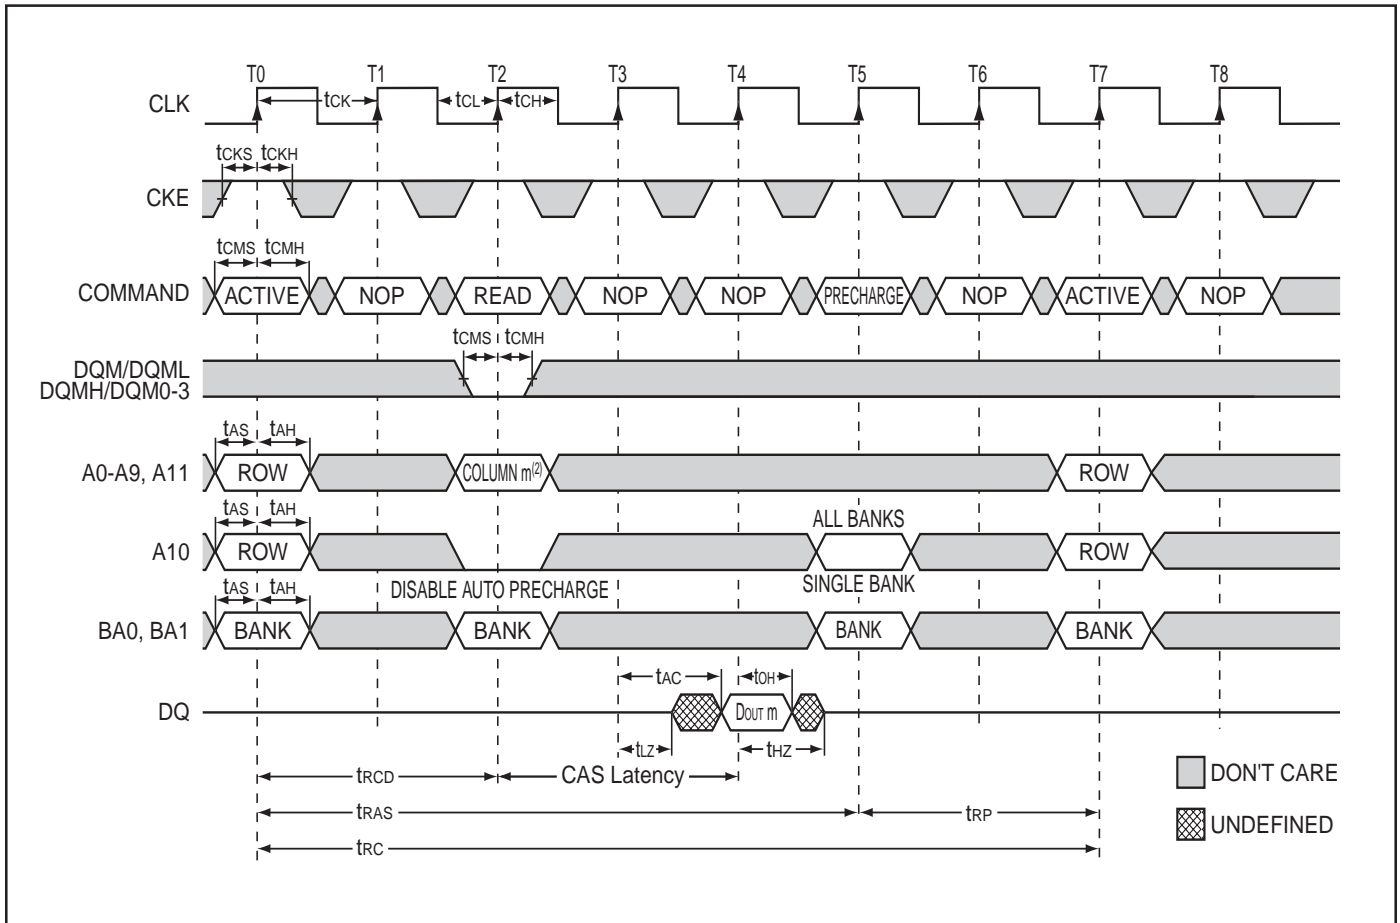 T0 T1 T2 T3 T4 T5 T6 T7 T8
CLK tCK tCL tCH
tCKS tCKH
CKE
tCMS tCMH
COMMAND ACTIVE NOP READ NOP NOP PRECHARGE NOP ACTIVE NOP
tCMS tCMH
DQM/DQML
DQMH/DQM0-3
tAS tAH
A0-A9, A11 ROW COLUMN m(2) ROW
tAS tAH ALL BANKS
A10 ROW ROW
DISABLE AUTO PRECHARGE SINGLE BANK
tAS tAH
BA0, BA1 BANK BANK BANK BANK
tAC tOH
DQ DOUT m
tLZ tHZ
tRCD CAS Latency
DON'T CARE
tRAS tRP
UNDEFINED
tRC